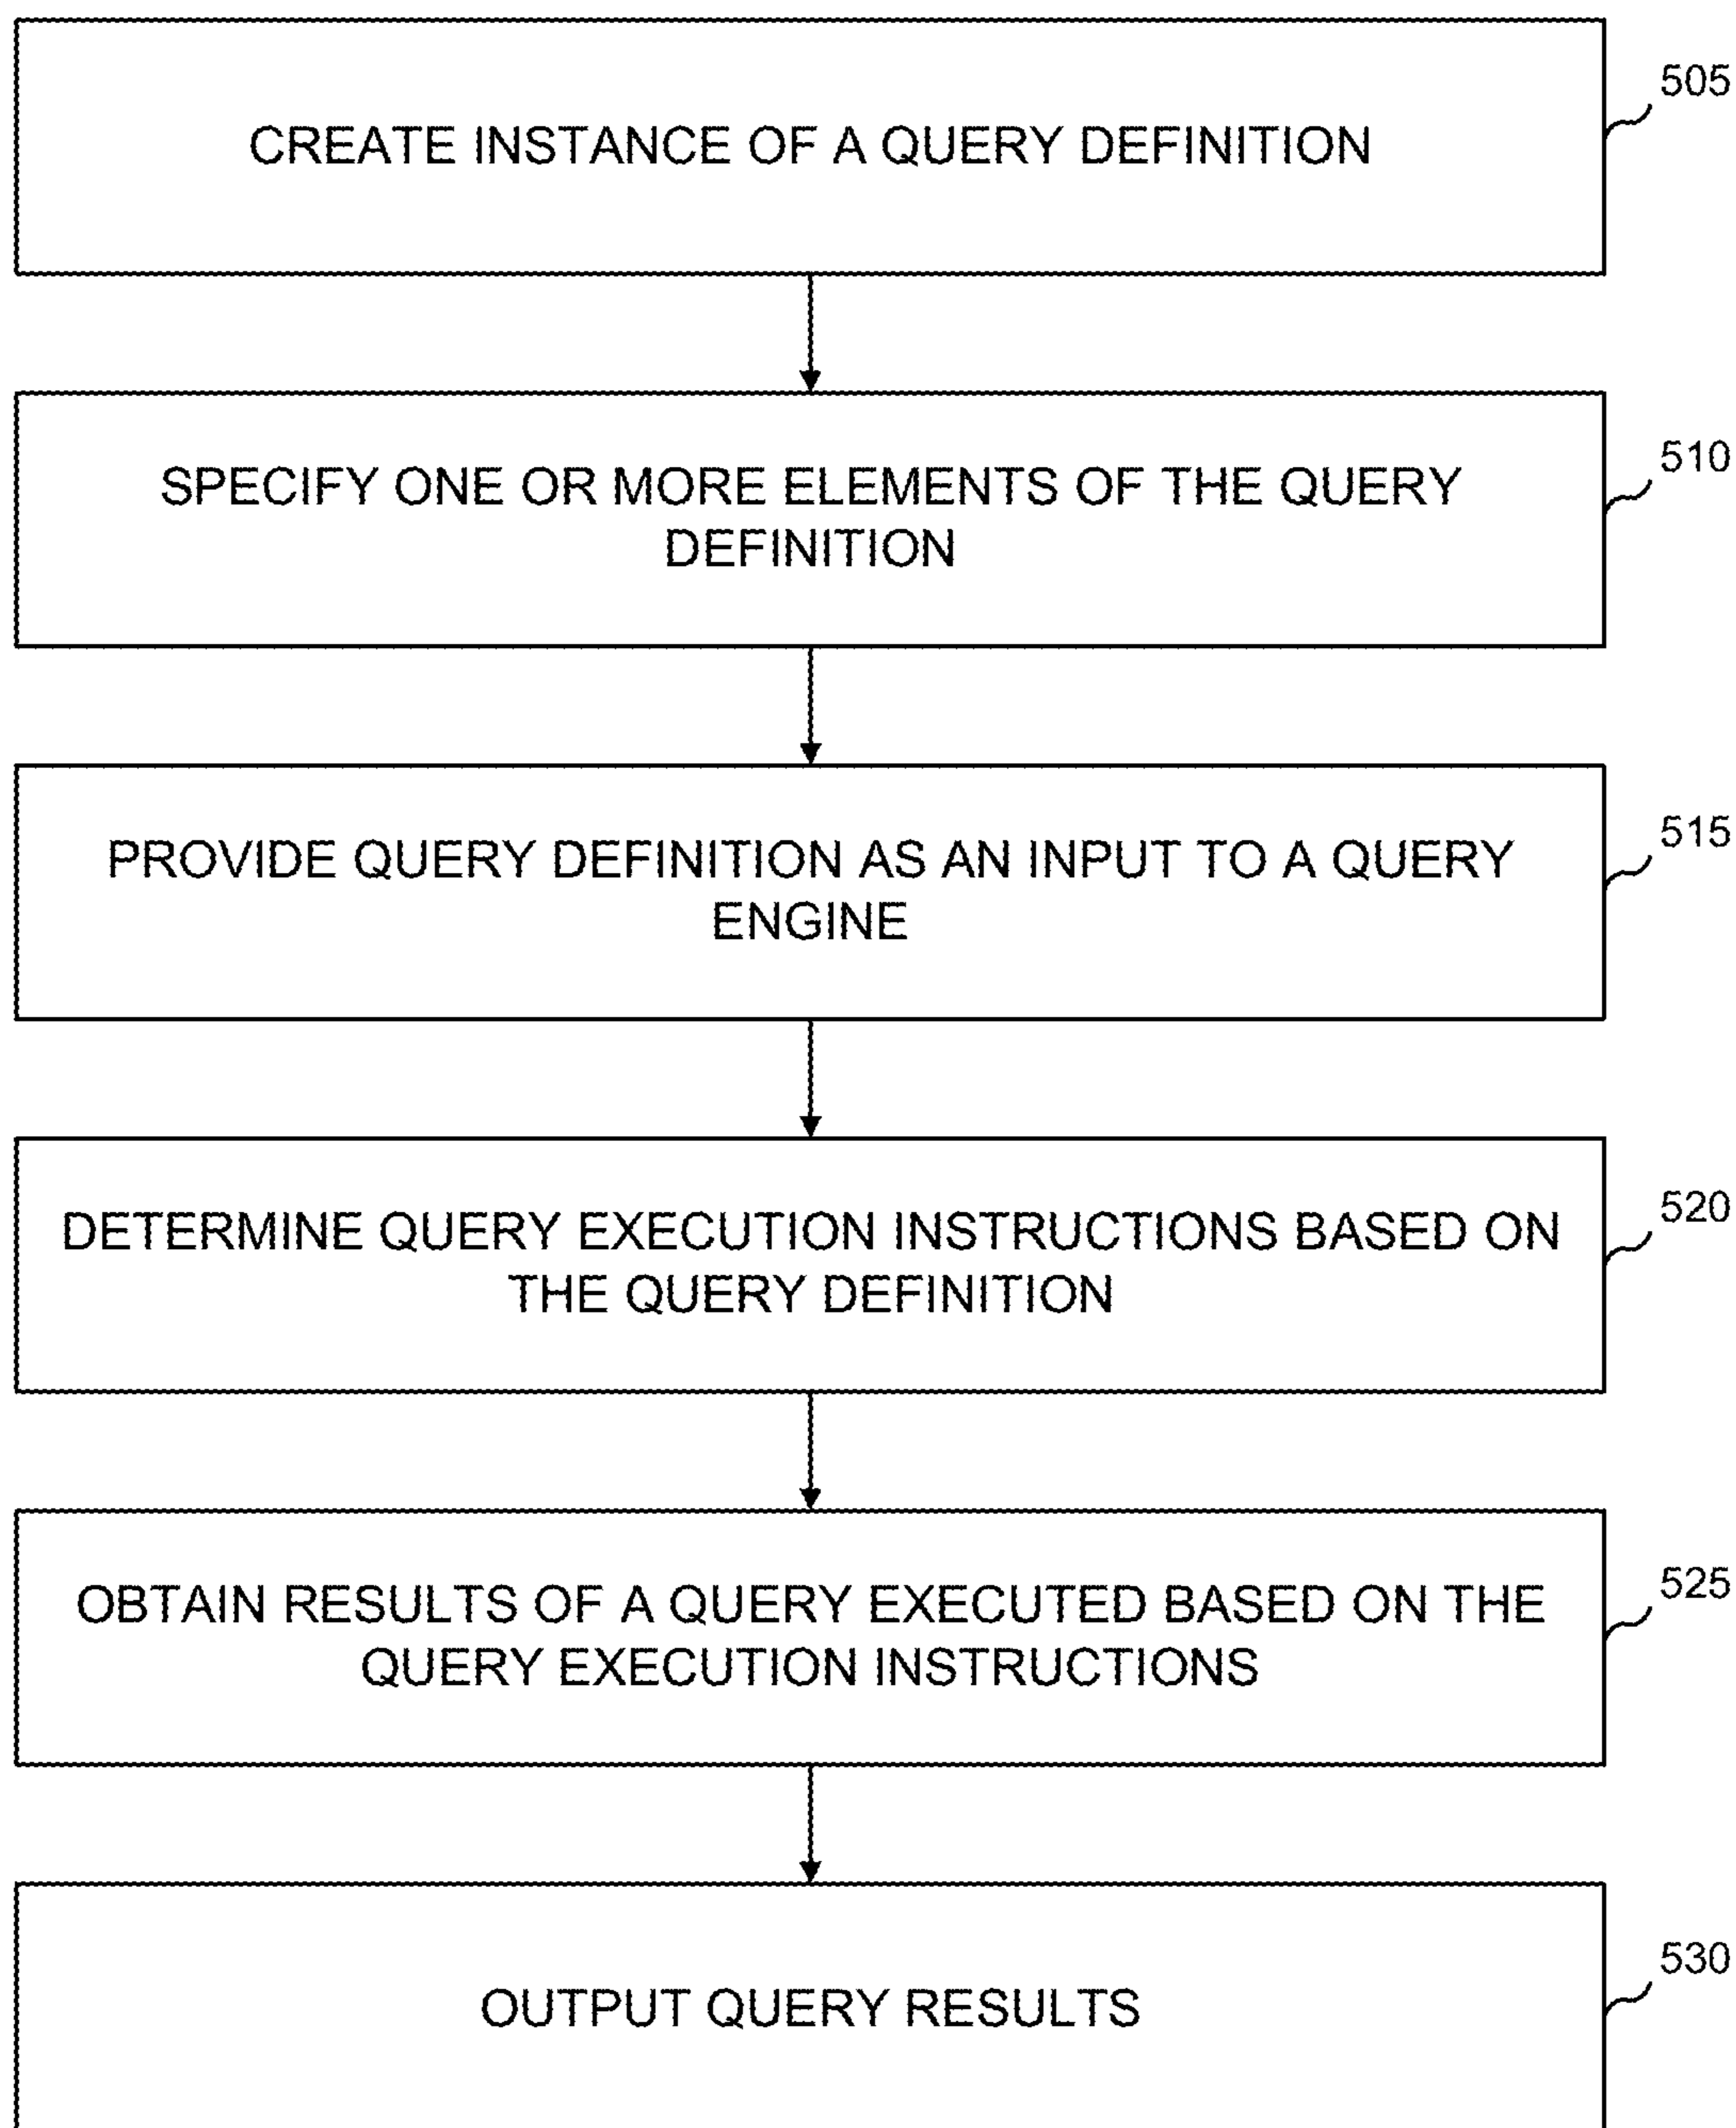 CREATE INSTANCE OF A QUERY DEFINITION
505
SPECIFY ONE OR MORE ELEMENTS OF THE QUERY
DEFINITION
510
PROVIDE QUERY DEFINITION AS AN INPUT TO A QUERY
ENGINE
515
DETERMINE QUERY EXECUTION INSTRUCTIONS BASED ON
THE QUERY DEFINITION
520
OBTAIN RESULTS OF A QUERY EXECUTED BASED ON THE
QUERY EXECUTION INSTRUCTIONS
525
OUTPUT QUERY RESULTS
530